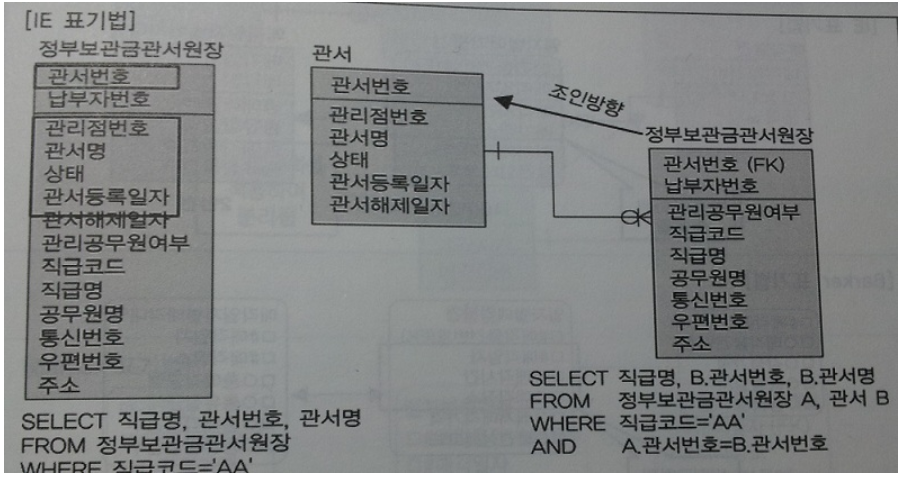 [IE 표기법]
정부보관금관서원장
관서번호
납부자번호
관리점번호
관서명
상태
관서등록일자
관서해제일자
관리공무원여부
직급코드
직급명
공무원명
통신번호
우편번호
주소
SELECT 직급명, 관서번호, 관서명
FROM 정부보관금관서원장
WHERE 직급코드='AA'
관서
관서번호
관리점번호
관서명
상태
관서등록일자
관서해제일자
조인방향
정부보관금관서원장
관서번호 (FK)
납부자번호
관리공무원여부
직급코드
직급명
공무원명
통신번호
우편번호
주소
SELECT 직급명, B.관서번호, B.관서명
FROM 정부보관금관서원장 A, 관서 B
WHERE 직급코드='AA'
AND A.관서번호=B.관서번호